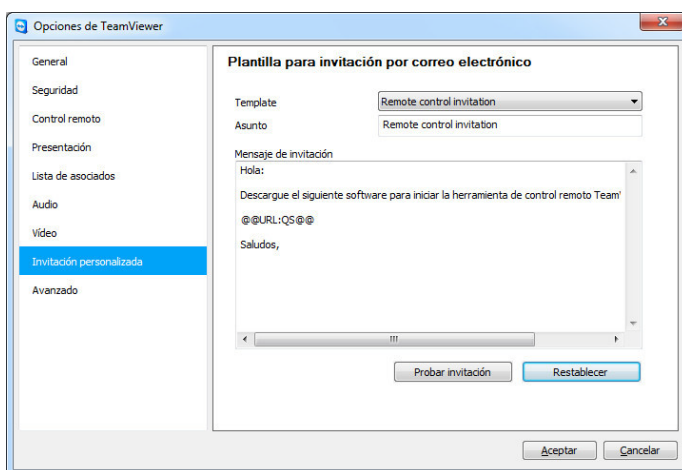 Opciones de TeamViewer
General
Seguridad
Control remoto
Presentación
Lista de asociados
Audio
Vídeo
Invitación personalizada
Avanzado
Plantilla para invitación por correo electrónico
Template Remote control invitation
Asunto Remote control invitation
Mensaje de invitación
Hola:
Descargue el siguiente software para iniciar la herramienta de control remoto Team
@@URL:QS@@
Saludos,
Probar invitación Restablecer
Aceptar Cancelar